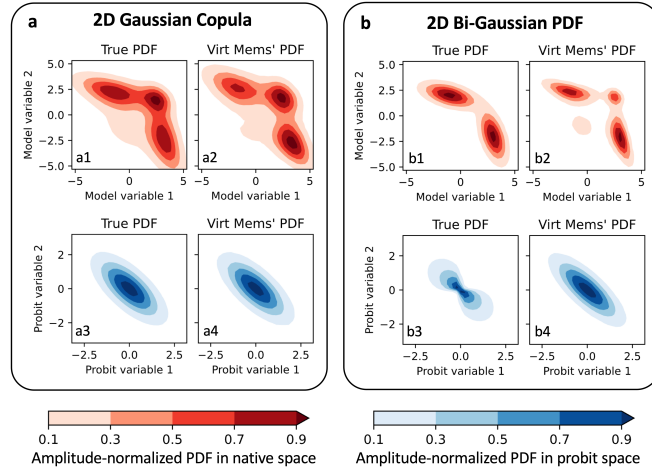 a 2D Gaussian Copula
True PDF Virt Mems' PDF
Model variable 2
5.0
2.5
0.0
−2.5
−5.0
a1 a2
−5 0 5 −5 0 5
Model variable 1 Model variable 1
True PDF Virt Mems' PDF
Probit variable 2
2
0
−2
a3 a4
−2.5 0.0 2.5 −2.5 0.0 2.5
Probit variable 1 Probit variable 1
b 2D Bi-Gaussian PDF
True PDF Virt Mems' PDF
Model variable 2
5.0
2.5
0.0
−2.5
−5.0
b1 b2
−5 0 5 −5 0 5
Model variable 1 Model variable 1
True PDF Virt Mems' PDF
Probit variable 2
2
0
−2
b3 b4
−2.5 0.0 2.5 −2.5 0.0 2.5
Probit variable 1 Probit variable 1
0.1 0.3 0.5 0.7 0.9
Amplitude-normalized PDF in native space
0.1 0.3 0.5 0.7 0.9
Amplitude-normalized PDF in probit space